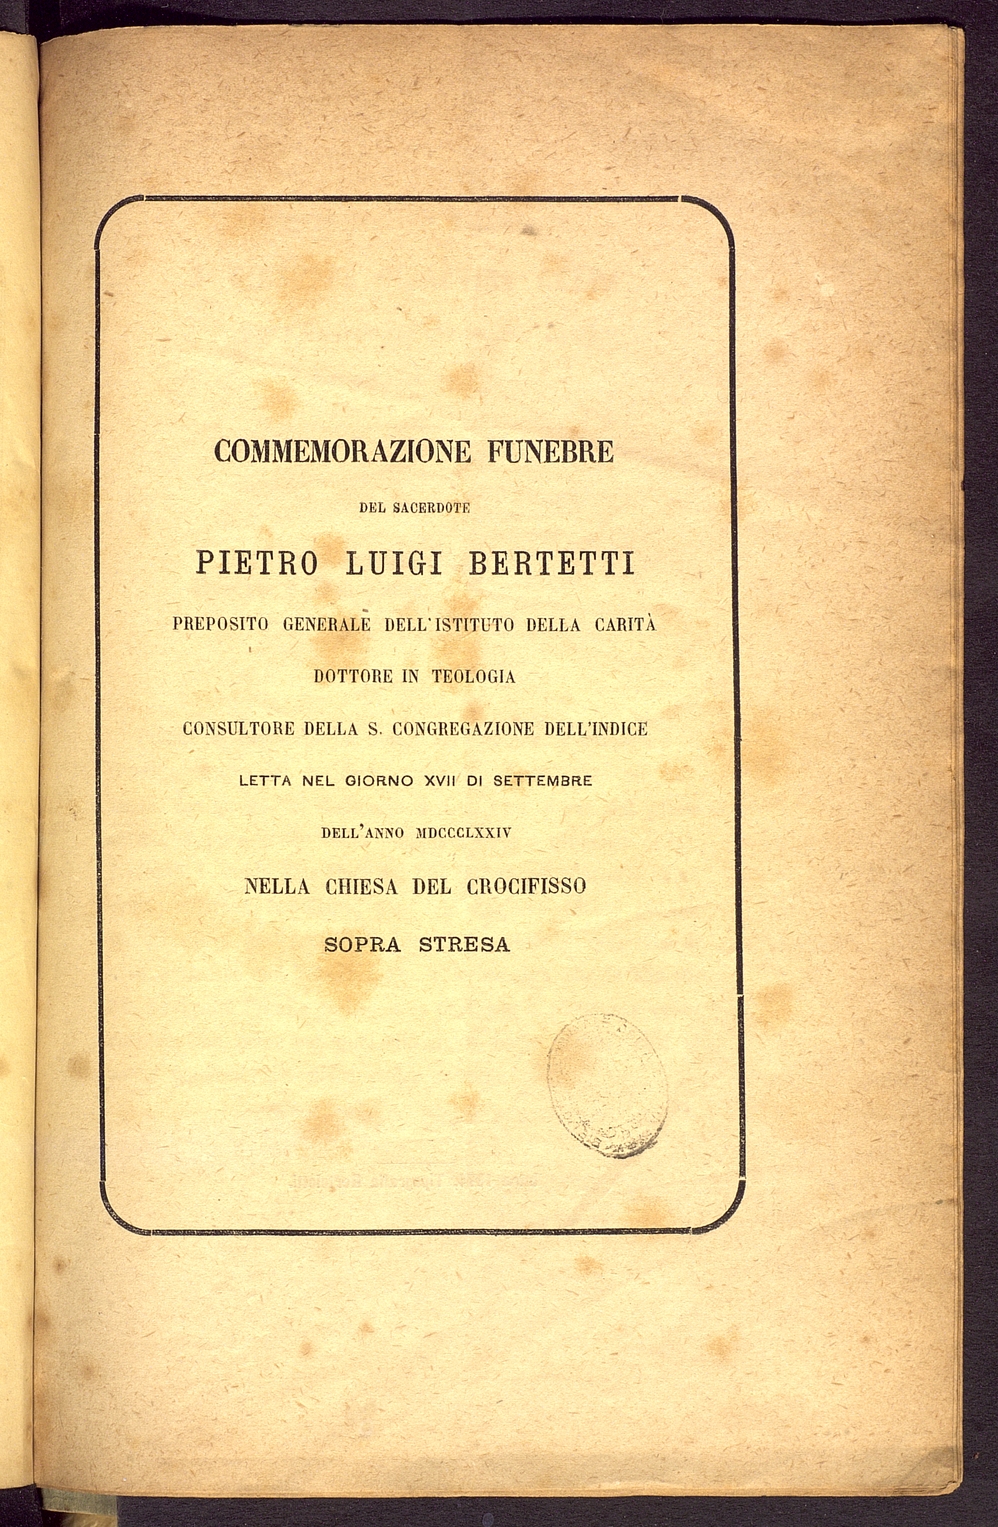 COMMEMORAZIONE FUNEBRE
DEL SACERDOTE
PIETRO LUIGI BERTETTI
PREPOSITO GENERALE DELL'ISTITUTO DELLA CARITÀ
DOTTORE IN TEOLOGIA
CONSULTORE DELLA S. CONGREGAZIONE DELL'INDICE
LETTA NEL GIORNO XVII DI SETTEMBRE
DELL'ANNO MDCCCLXXIV
NELLA CHIESA DEL CROCIFISSO
SOPRA STRESA